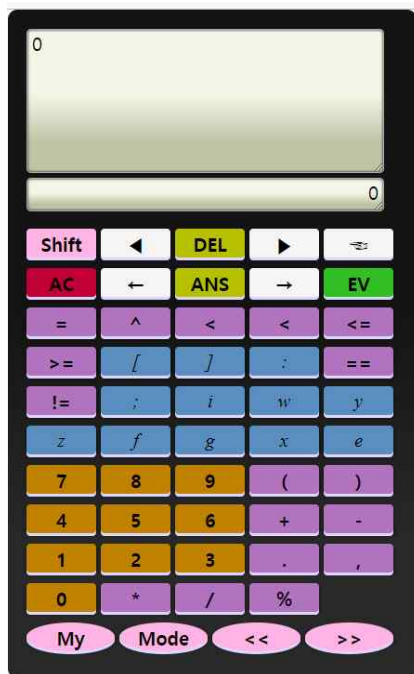 0
0
Shift ◀ DEL ▶ ☜
AC ← ANS → EV
= ^ < < <=
>= [ ] : ==
!= ; i w y
z f g x e
7 8 9 ( )
4 5 6 + -
1 2 3 . ,
0 * / %
My Mode << >>